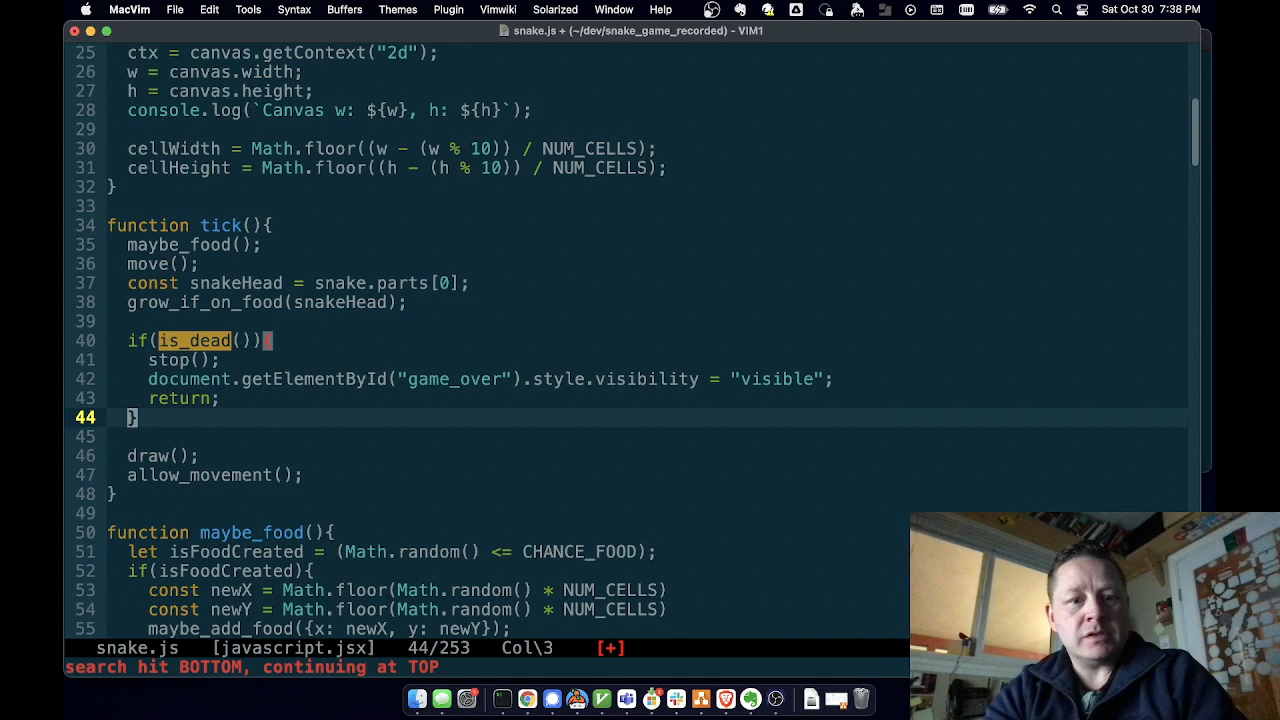 MacVim File Edit Tools Syntax Buffers Themes Plugin Vimwiki Solarized Window Help Sat Oct 30 7:38 PM
snake.js + (~/dev/snake_game_recorded) - VIM1
25 ctx = canvas.getContext("2d");
26 w = canvas.width;
27 h = canvas.height;
28 console.log(`Canvas w: ${w}, h: ${h}`);
29
30 cellWidth = Math.floor((w - (w % 10)) / NUM_CELLS);
31 cellHeight = Math.floor((h - (h % 10)) / NUM_CELLS);
32 }
33
34 function tick(){
35 maybe_food();
36 move();
37 const snakeHead = snake.parts[0];
38 grow_if_on_food(snakeHead);
39
40 if(is_dead()){
41 stop();
42 document.getElementById("game_over").style.visibility = "visible";
43 return;
44 }
45
46 draw();
47 allow_movement();
48 }
49
50 function maybe_food(){
51 let isFoodCreated = (Math.random() <= CHANCE_FOOD);
52 if(isFoodCreated){
53 const newX = Math.floor(Math.random() * NUM_CELLS)
54 const newY = Math.floor(Math.random() * NUM_CELLS)
55 maybe_add_food({x: newX, y: newY});
snake.js [javascript.jsx] 44/253 Col\3 [+]
search hit BOTTOM, continuing at TOP